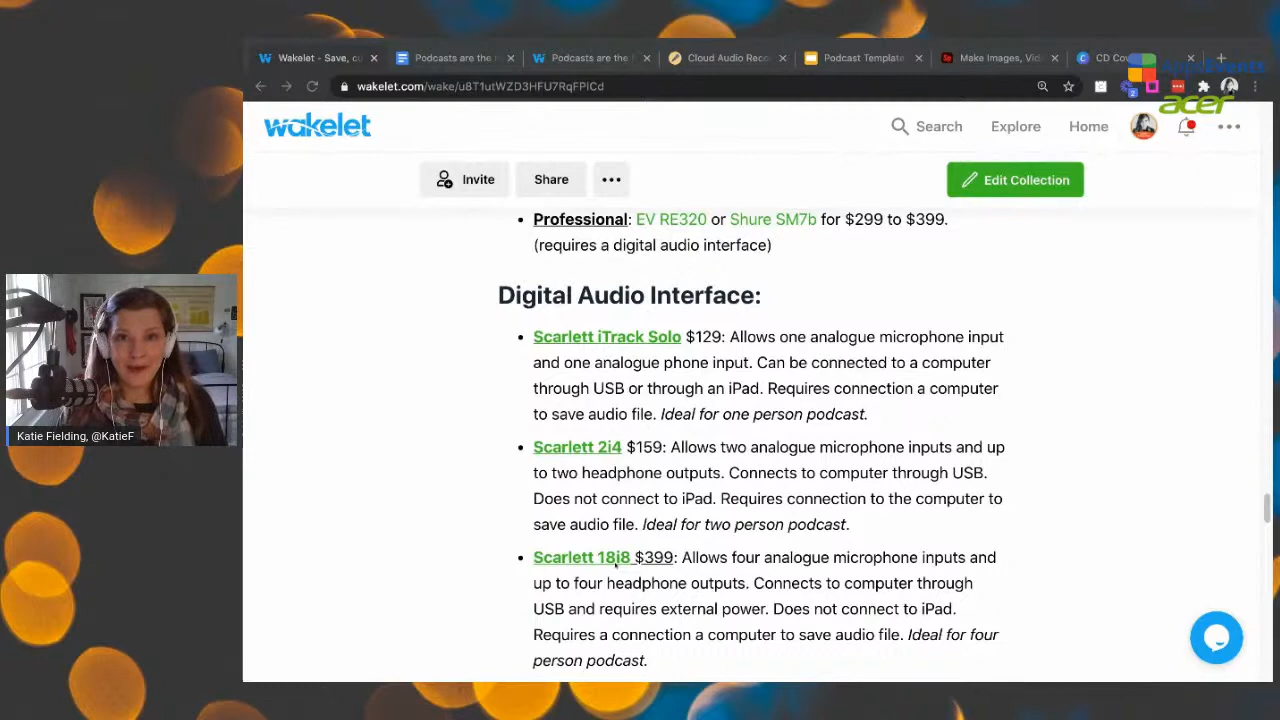 Wakelet - Save, cu
Podcasts are the
Podcasts are the
Cloud Audio Reco
Podcast Template
Make Images, Vid
CD Co
wakelet.com/wake/u8T1utWZD3HFU7RqFPlCd
acer
wakelet
Search
Explore
Home
Invite
Share
Edit Collection
• Professional: EV RE320 or Shure SM7b for $299 to $399.
(requires a digital audio interface)
Digital Audio Interface:
• Scarlett iTrack Solo $129: Allows one analogue microphone input
and one analogue phone input. Can be connected to a computer
through USB or through an iPad. Requires connection a computer
to save audio file. Ideal for one person podcast.
• Scarlett 2i4 $159: Allows two analogue microphone inputs and up
to two headphone outputs. Connects to computer through USB.
Does not connect to iPad. Requires connection to the computer to
save audio file. Ideal for two person podcast.
• Scarlett 18i8 $399: Allows four analogue microphone inputs and
up to four headphone outputs. Connects to computer through
USB and requires external power. Does not connect to iPad.
Requires a connection a computer to save audio file. Ideal for four
person podcast.
Katie Fielding, @KatieF